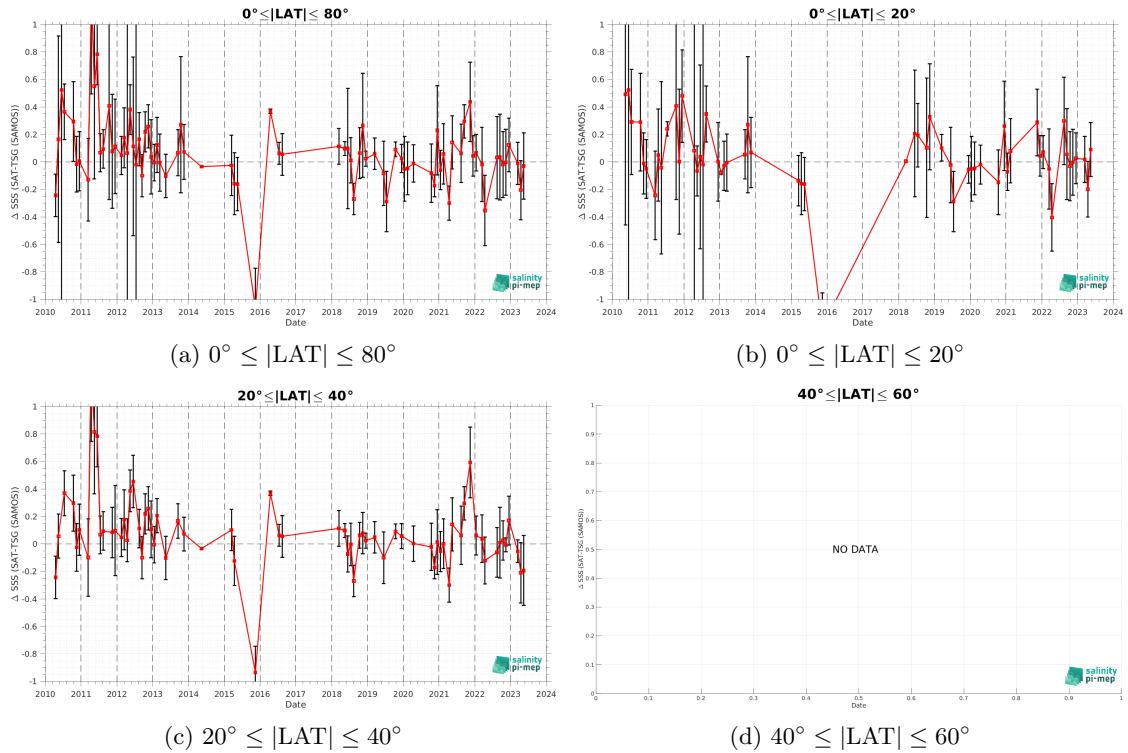 0°≤|LAT|≤ 80°
Δ SSS (SAT-TSG (SAMOS))
1
0.8
0.6
0.4
0.2
0
-0.2
-0.4
-0.6
-0.8
-1
2010 2011 2012 2013 2014 2015 2016 2017 2018 2019 2020 2021 2022 2023 2024
Date
salinity
pi-mep
(a) 0° ≤ |LAT| ≤ 80°
0°≤|LAT|≤ 20°
Δ SSS (SAT-TSG (SAMOS))
1
0.8
0.6
0.4
0.2
0
-0.2
-0.4
-0.6
-0.8
-1
2010 2011 2012 2013 2014 2015 2016 2017 2018 2019 2020 2021 2022 2023 2024
Date
salinity
pi-mep
(b) 0° ≤ |LAT| ≤ 20°
20°≤|LAT|≤ 40°
Δ SSS (SAT-TSG (SAMOS))
1
0.8
0.6
0.4
0.2
0
-0.2
-0.4
-0.6
-0.8
-1
2010 2011 2012 2013 2014 2015 2016 2017 2018 2019 2020 2021 2022 2023 2024
Date
salinity
pi-mep
(c) 20° ≤ |LAT| ≤ 40°
40°≤|LAT|≤ 60°
Δ SSS (SAT-TSG (SAMOS))
1
0.9
0.8
0.7
0.6
0.5
0.4
0.3
0.2
0.1
0
NO DATA
0 0.1 0.2 0.3 0.4 0.5 0.6 0.7 0.8 0.9 1
Date
salinity
pi-mep
(d) 40° ≤ |LAT| ≤ 60°